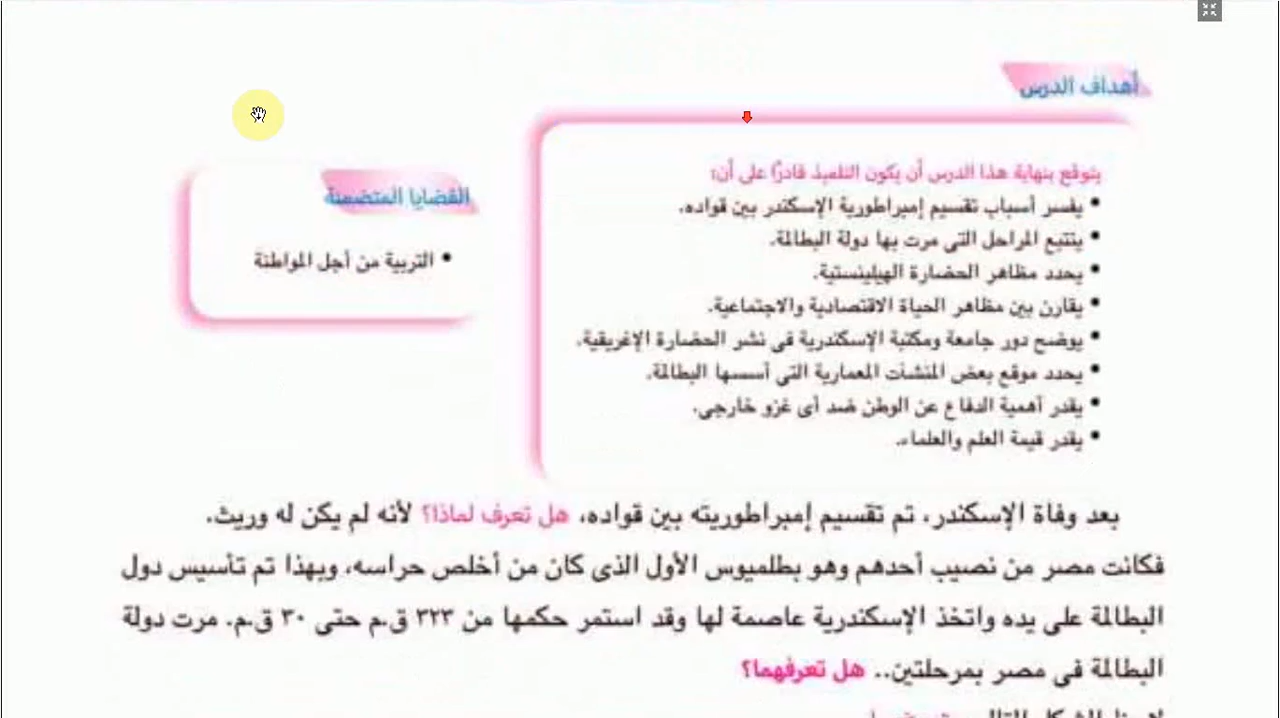 أهداف الدرس
يتوقع بنهاية هذا الدرس أن يكون التلميذ قادرًا على أن:
• يفسر أسباب تقسيم إمبراطورية الإسكندر بين قواده.
• يتتبع المراحل التى مرت بها دولة البطالمة.
• يحدد مظاهر الحضارة الهيلينستية.
• يقارن بين مظاهر الحياة الاقتصادية والاجتماعية.
• يوضح دور جامعة ومكتبة الإسكندرية فى نشر الحضارة الإغريقية.
• يحدد موقع بعض المنشآت المعمارية التى أسسها البطالمة.
• يقدر أهمية الدفاع عن الوطن ضد أى غزو خارجى.
• يقدر قيمة العلم والعلماء.
القضايا المتضمنة
• التربية من أجل المواطنة
بعد وفاة الإسكندر، تم تقسيم إمبراطوريته بين قواده، هل تعرف لماذا؟ لأنه لم يكن له وريث.
فكانت مصر من نصيب أحدهم وهو بطلميوس الأول الذى كان من أخلص حراسه، وبهذا تم تأسيس دول
البطالمة على يده واتخذ الإسكندرية عاصمة لها وقد استمر حكمها من ٣٢٣ ق.م حتى ٣٠ ق.م. مرت دولة
البطالمة فى مصر بمرحلتين.. هل تعرفهما؟